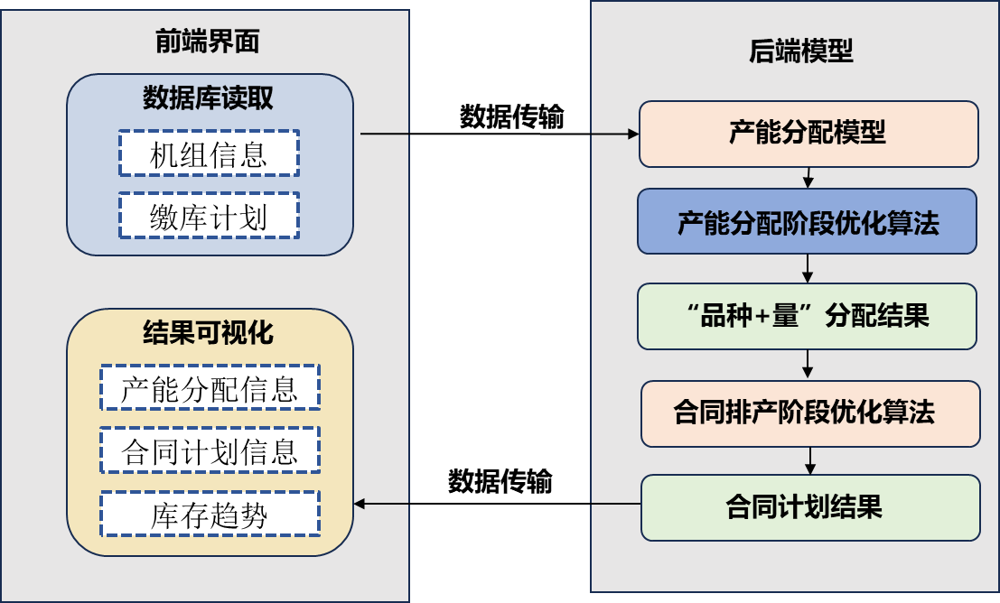 前端界面
数据库读取
机组信息
缴库计划
结果可视化
产能分配信息
合同计划信息
库存趋势
数据传输
数据传输
后端模型
产能分配模型
产能分配阶段优化算法
“品种+量”分配结果
合同排产阶段优化算法
合同计划结果